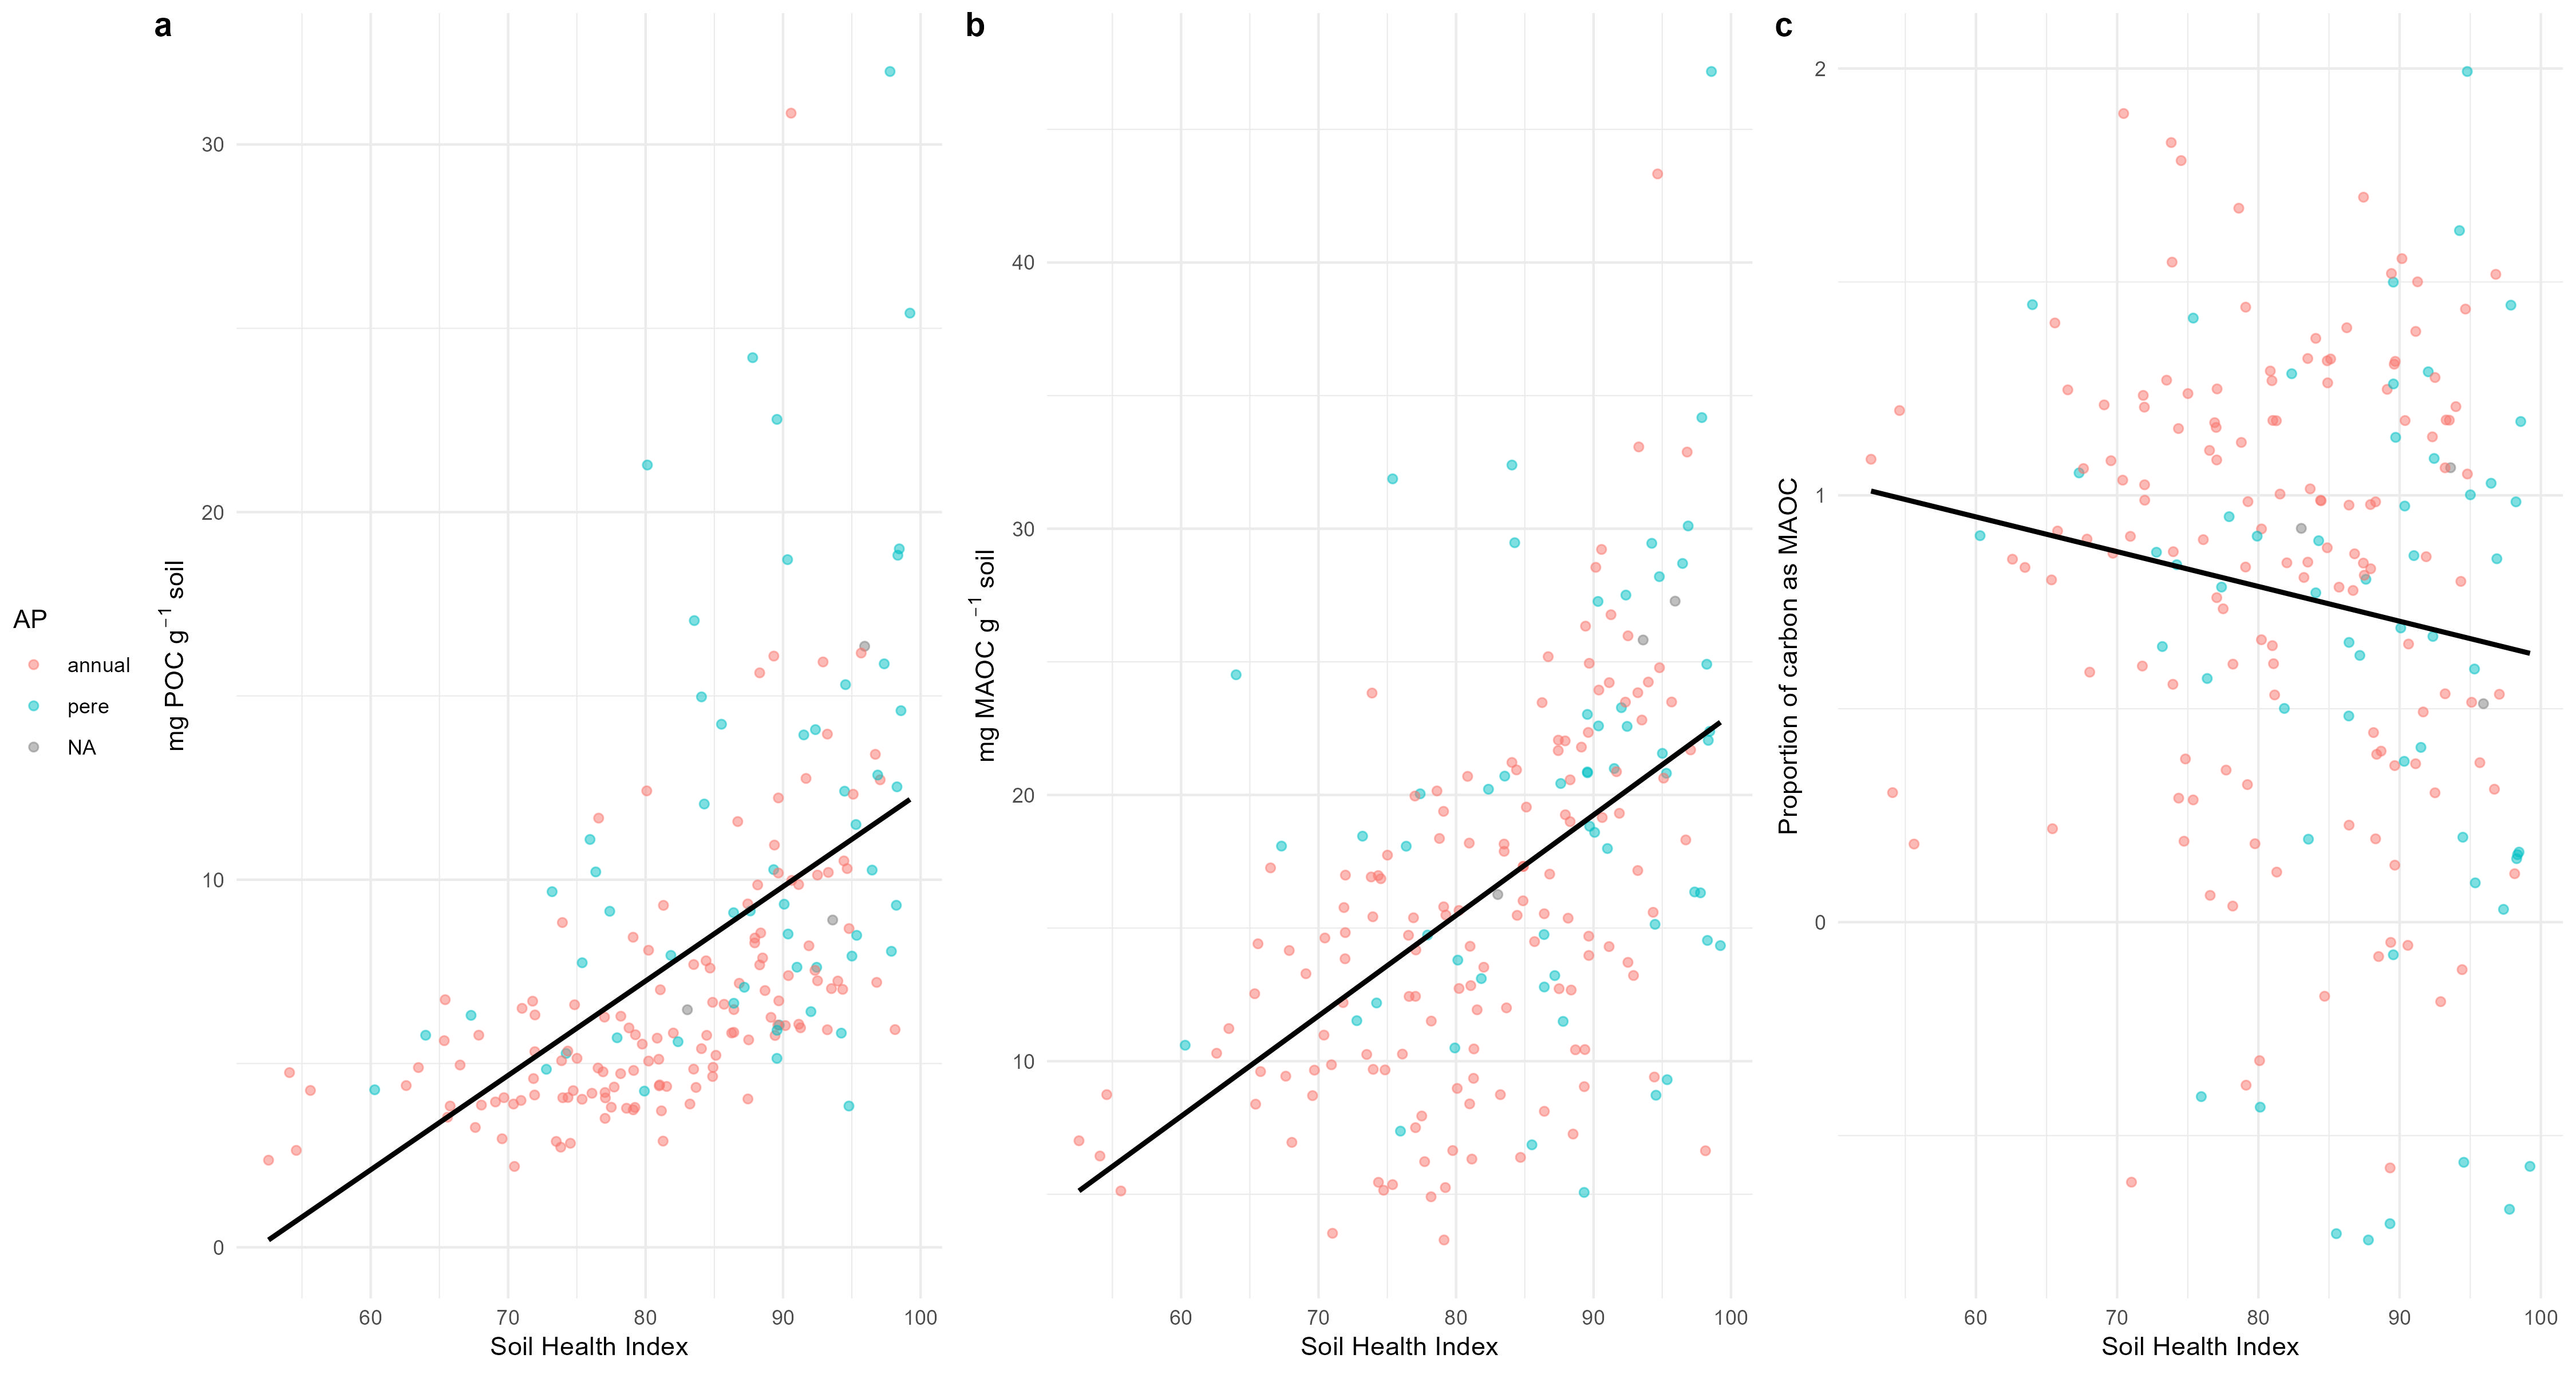 AP
annual
pere
NA
a
mg POC g⁻¹ soil
30
20
10
0
60 70 80 90 100
Soil Health Index
b
mg MAOC g⁻¹ soil
40
30
20
10
60 70 80 90 100
Soil Health Index
c
Proportion of carbon as MAOC
2
1
0
60 70 80 90 100
Soil Health Index